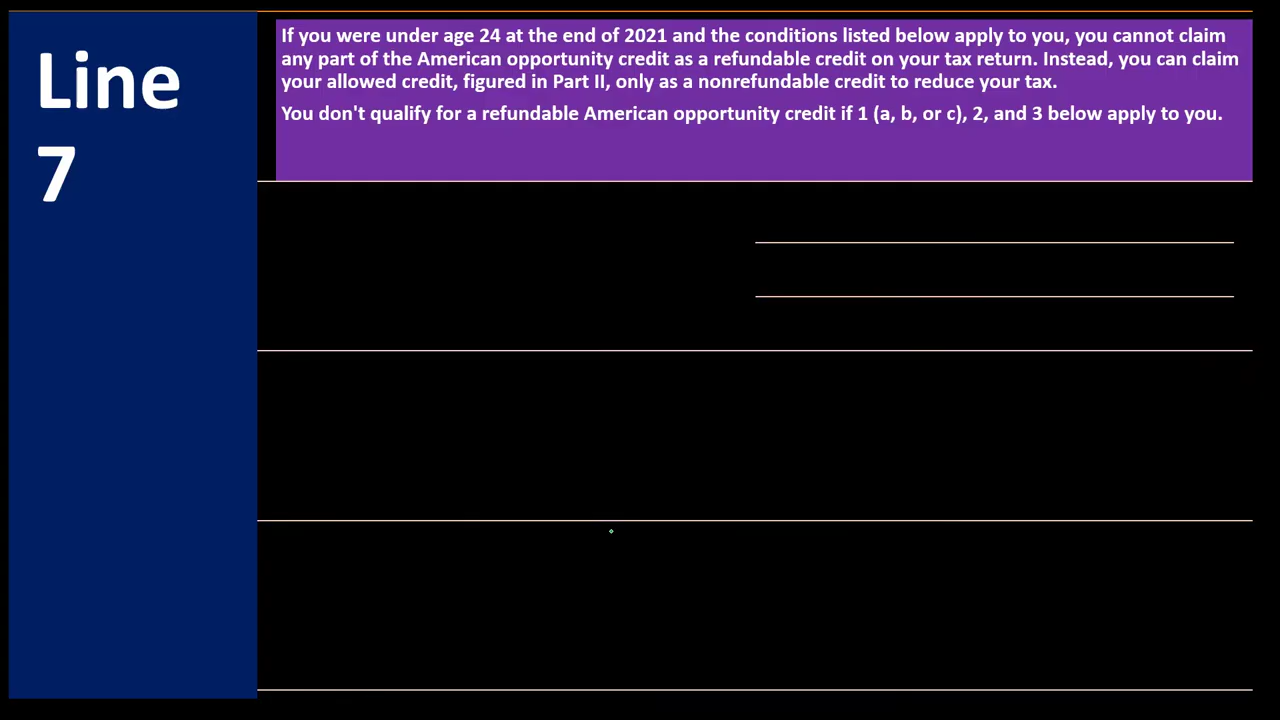 Line
7
If you were under age 24 at the end of 2021 and the conditions listed below apply to you, you cannot claim
any part of the American opportunity credit as a refundable credit on your tax return. Instead, you can claim
your allowed credit, figured in Part II, only as a nonrefundable credit to reduce your tax.
You don't qualify for a refundable American opportunity credit if 1 (a, b, or c), 2, and 3 below apply to you.